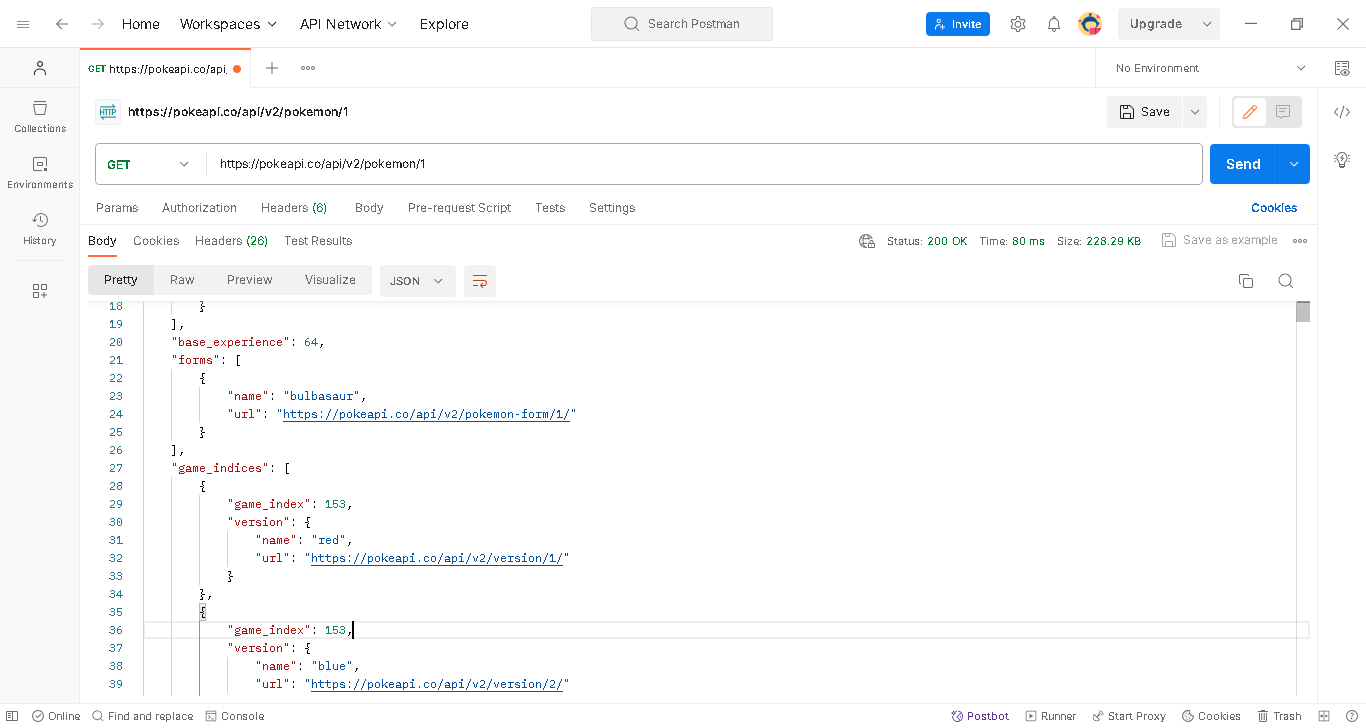 Home Workspaces API Network Explore Search Postman Invite Upgrade
GET https://pokeapi.co/api, No Environment
HTTP https://pokeapi.co/api/v2/pokemon/1 Save
GET https://pokeapi.co/api/v2/pokemon/1 Send
Collections
Environments
History
Params Authorization Headers (6) Body Pre-request Script Tests Settings Cookies
Body Cookies Headers (26) Test Results Status: 200 OK Time: 80 ms Size: 228.29 KB Save as example
Pretty Raw Preview Visualize JSON
18 }
19 ],
20 "base_experience": 64,
21 "forms": [
22 {
23 "name": "bulbasaur",
24 "url": "https://pokeapi.co/api/v2/pokemon-form/1/"
25 }
26 ],
27 "game_indices": [
28 {
29 "game_index": 153,
30 "version": {
31 "name": "red",
32 "url": "https://pokeapi.co/api/v2/version/1/"
33 }
34 },
35 {
36 "game_index": 153,
37 "version": {
38 "name": "blue",
39 "url": "https://pokeapi.co/api/v2/version/2/"
Online Find and replace Console Postbot Runner Start Proxy Cookies Trash